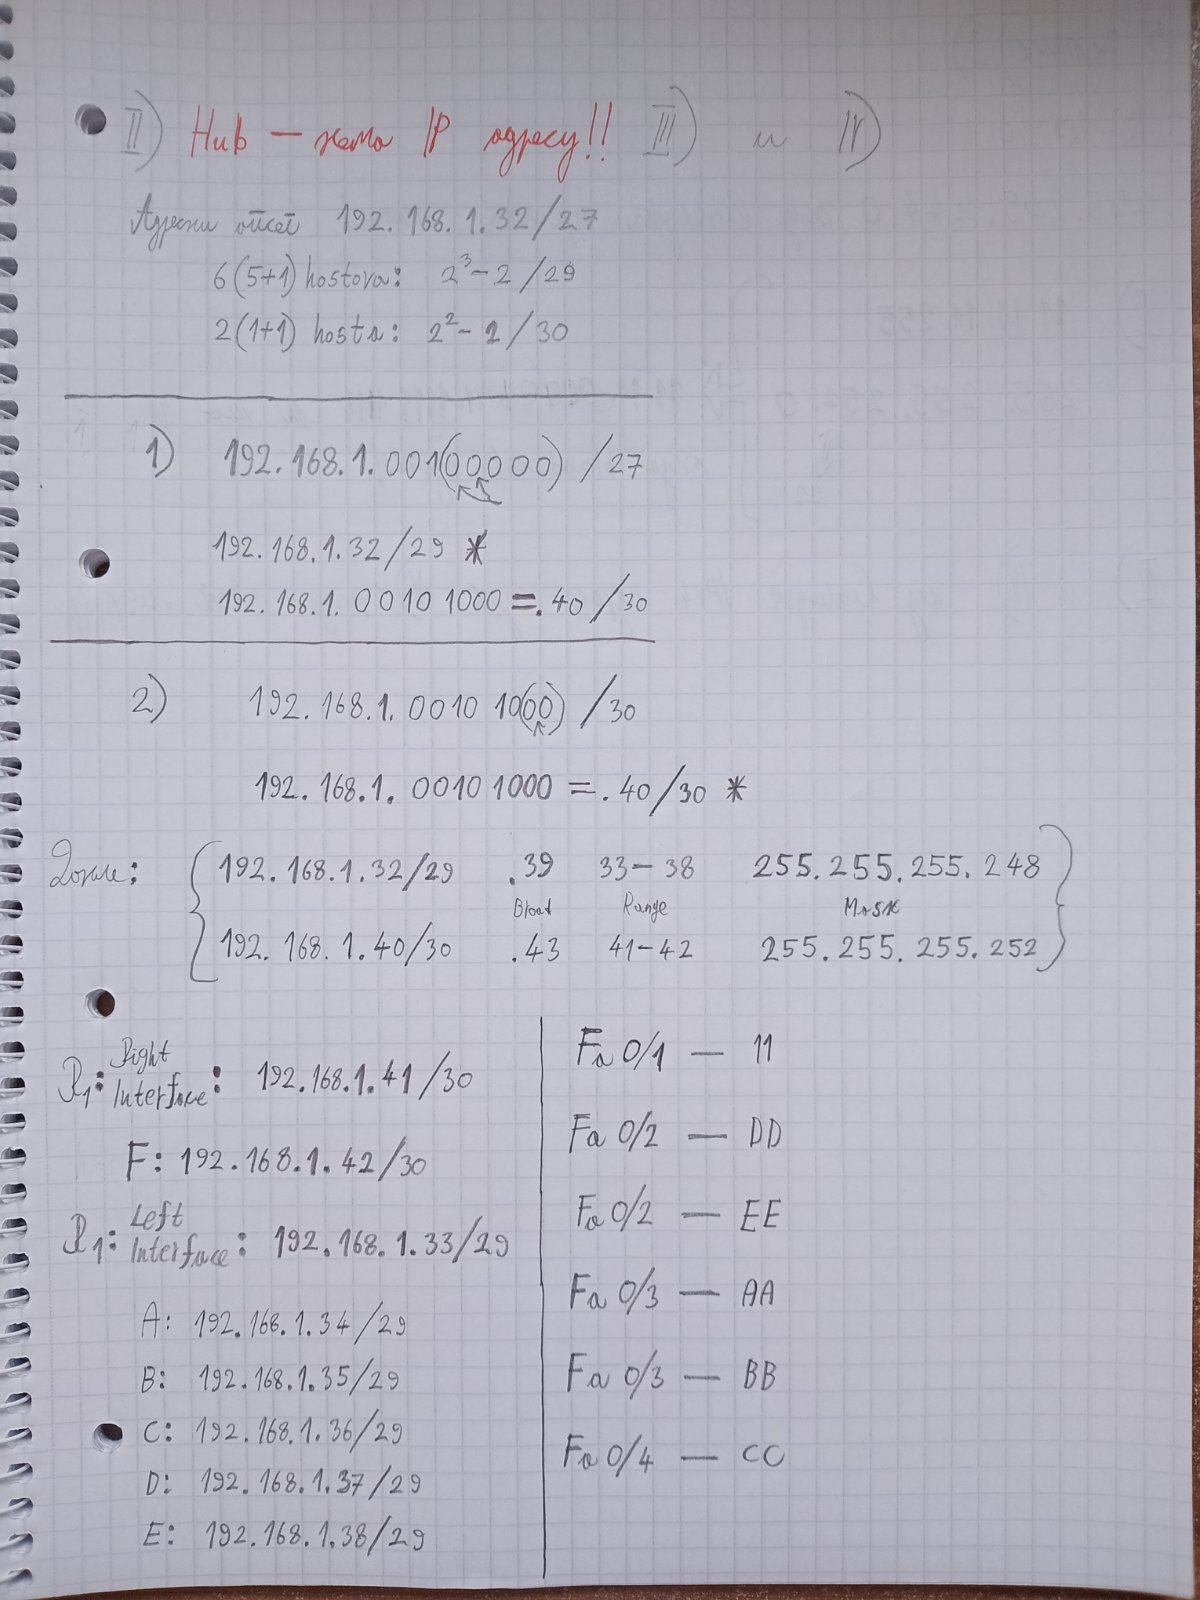 II) Hub — нема IP адресу!! III) и IV)
Адресни опсег 192.168.1.32/27
6(5+1) hostova: 2³-2 /29
2(1+1) hosta: 2²-2 /30
1) 192.168.1.001(00000) /27
192.168.1.32/29 *
192.168.1.00101000 = .40/30
2) 192.168.1.0010 10(00) /30
192.168.1.00101000 = .40/30 *
192.168.1.32/29 .39 33-38 255.255.255.248
Range Mask
192.168.1.40/30 .43 41-42 255.255.255.252
R1: Right Interface: 192.168.1.41/30
F: 192.168.1.42/30
R1: Left Interface: 192.168.1.33/29
A: 192.168.1.34/29
B: 192.168.1.35/29
C: 192.168.1.36/29
D: 192.168.1.37/29
E: 192.168.1.38/29
Fa 0/1 — 11
Fa 0/2 — DD
Fa 0/2 — EE
Fa 0/3 — AA
Fa 0/3 — BB
Fa 0/4 — CC